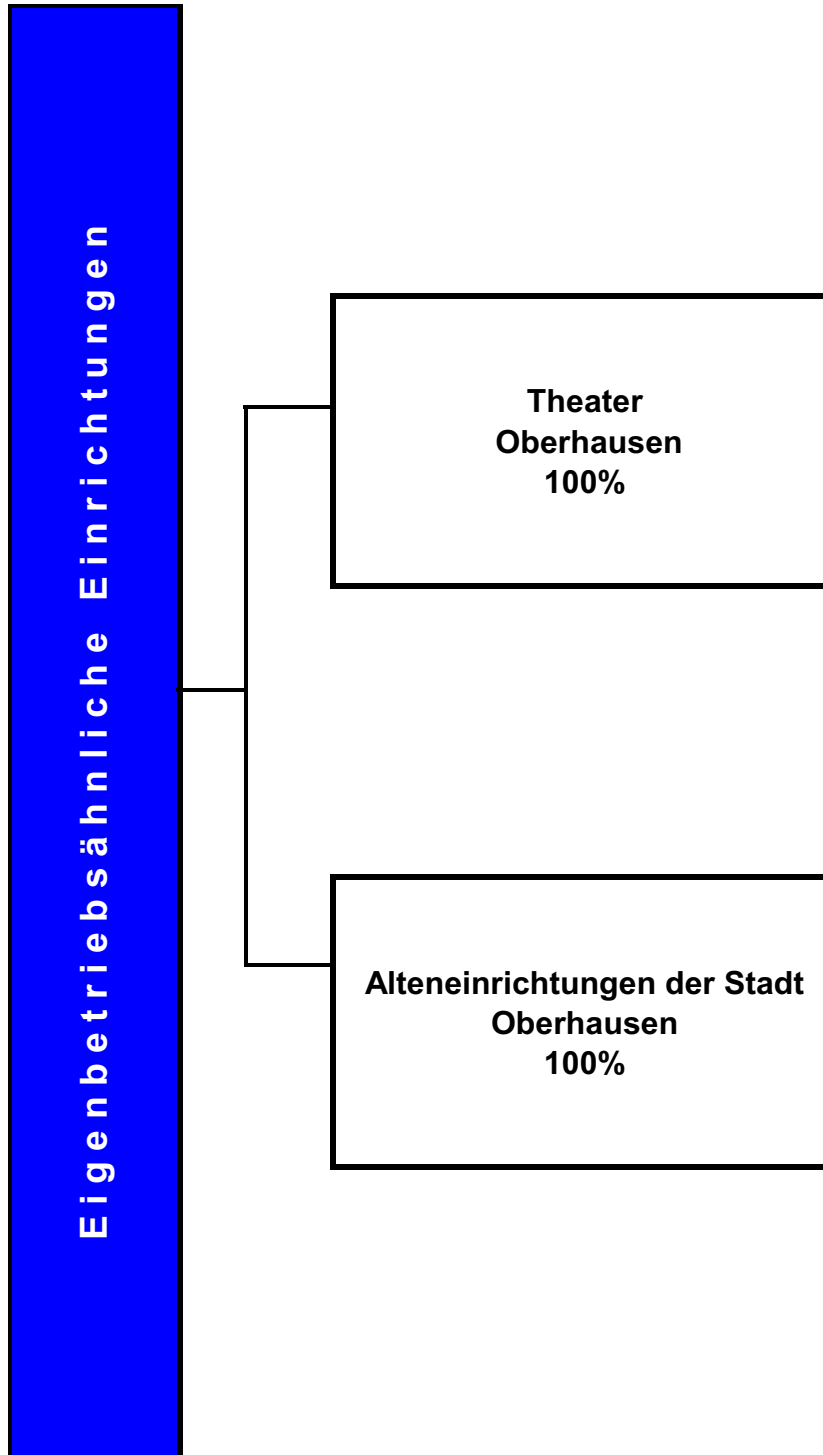 Eigenbetriebsähnliche Einrichtungen
Theater
Oberhausen
100%
Alteneinrichtungen der Stadt
Oberhausen
100%